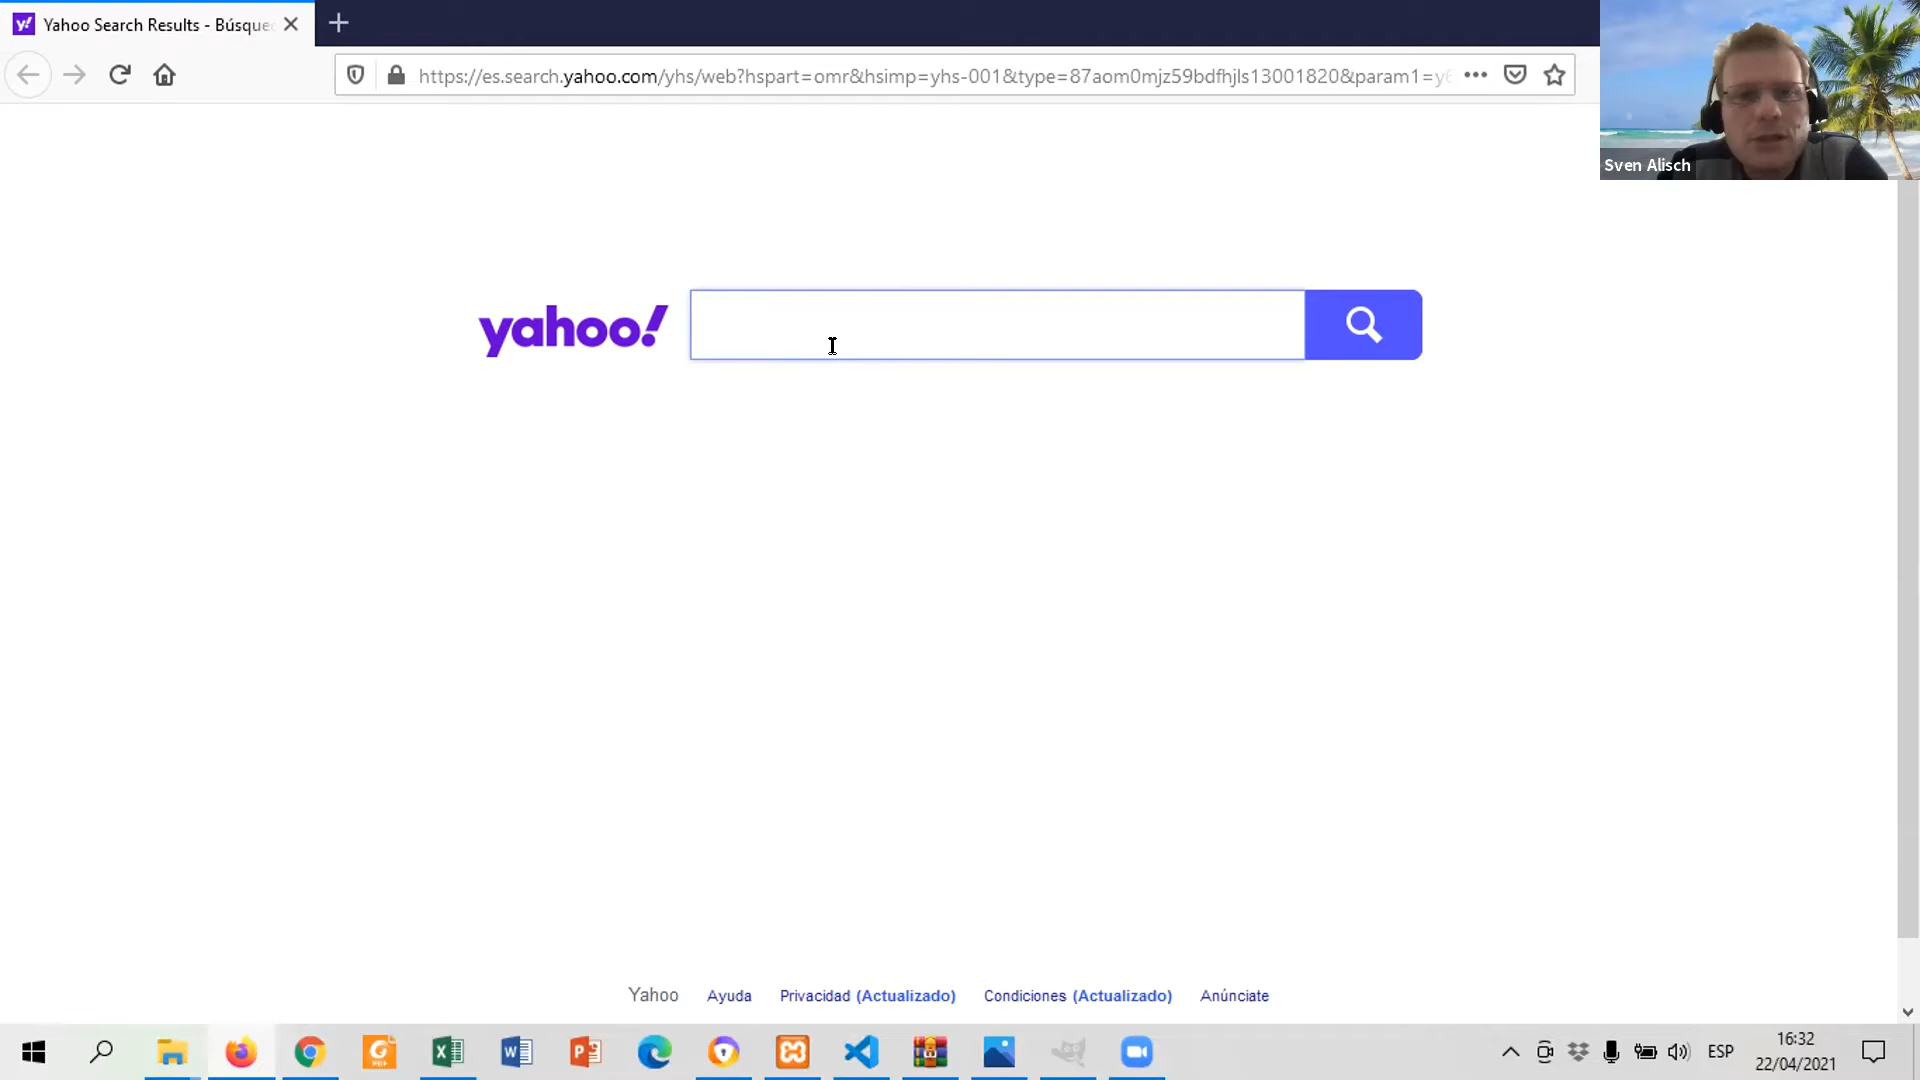 Yahoo Search Results - Búsque
https://es.search.yahoo.com/yhs/web?hspart=omr&hsimp=yhs-001&type=87aom0mjz59bdfhjls13001820&param1=y
Sven Alisch
yahoo!
Yahoo Ayuda Privacidad (Actualizado) Condiciones (Actualizado) Anúnciate
ESP
16:32
22/04/2021